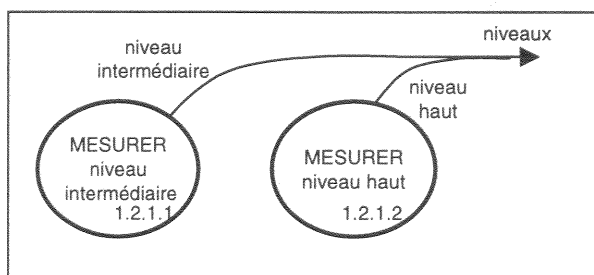 niveaux
niveau
intermédiaire
niveau
haut
MESURER
niveau
intermédiaire
1.2.1.1
MESURER
niveau haut
1.2.1.2